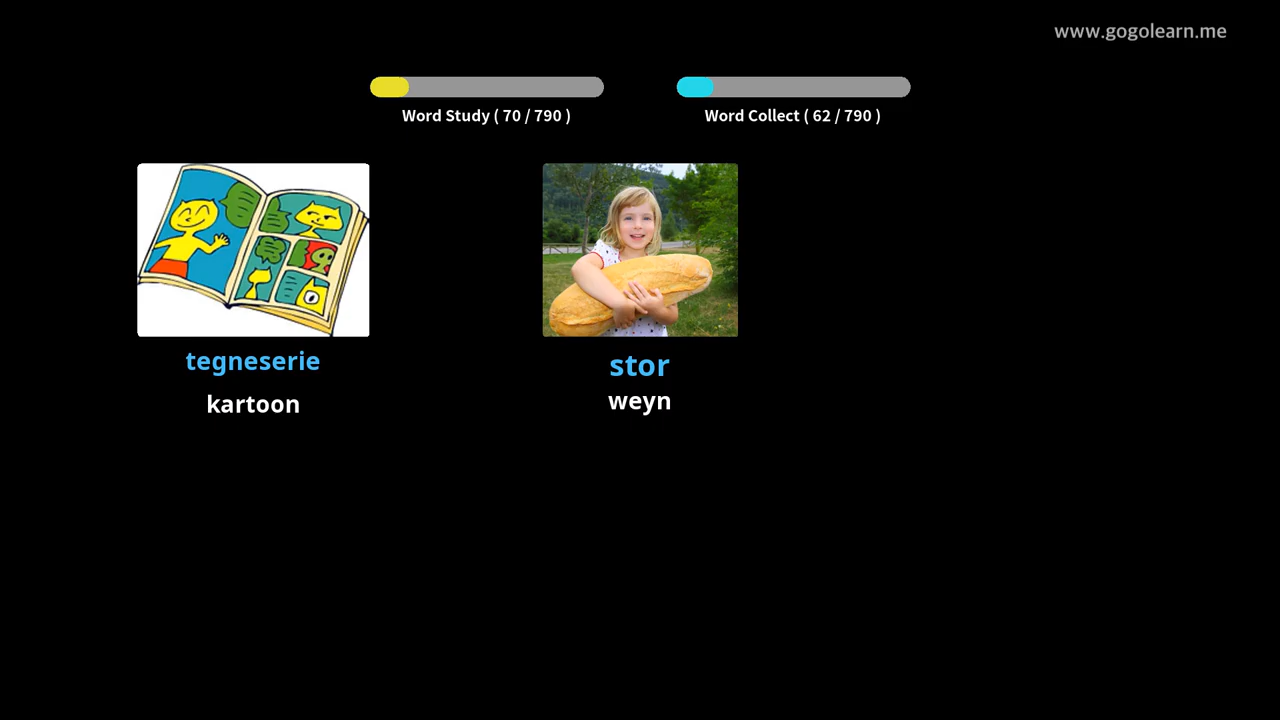 www.gogolearn.me
Word Study ( 70 / 790 )
Word Collect ( 62 / 790 )
tegneserie
kartoon
stor
weyn